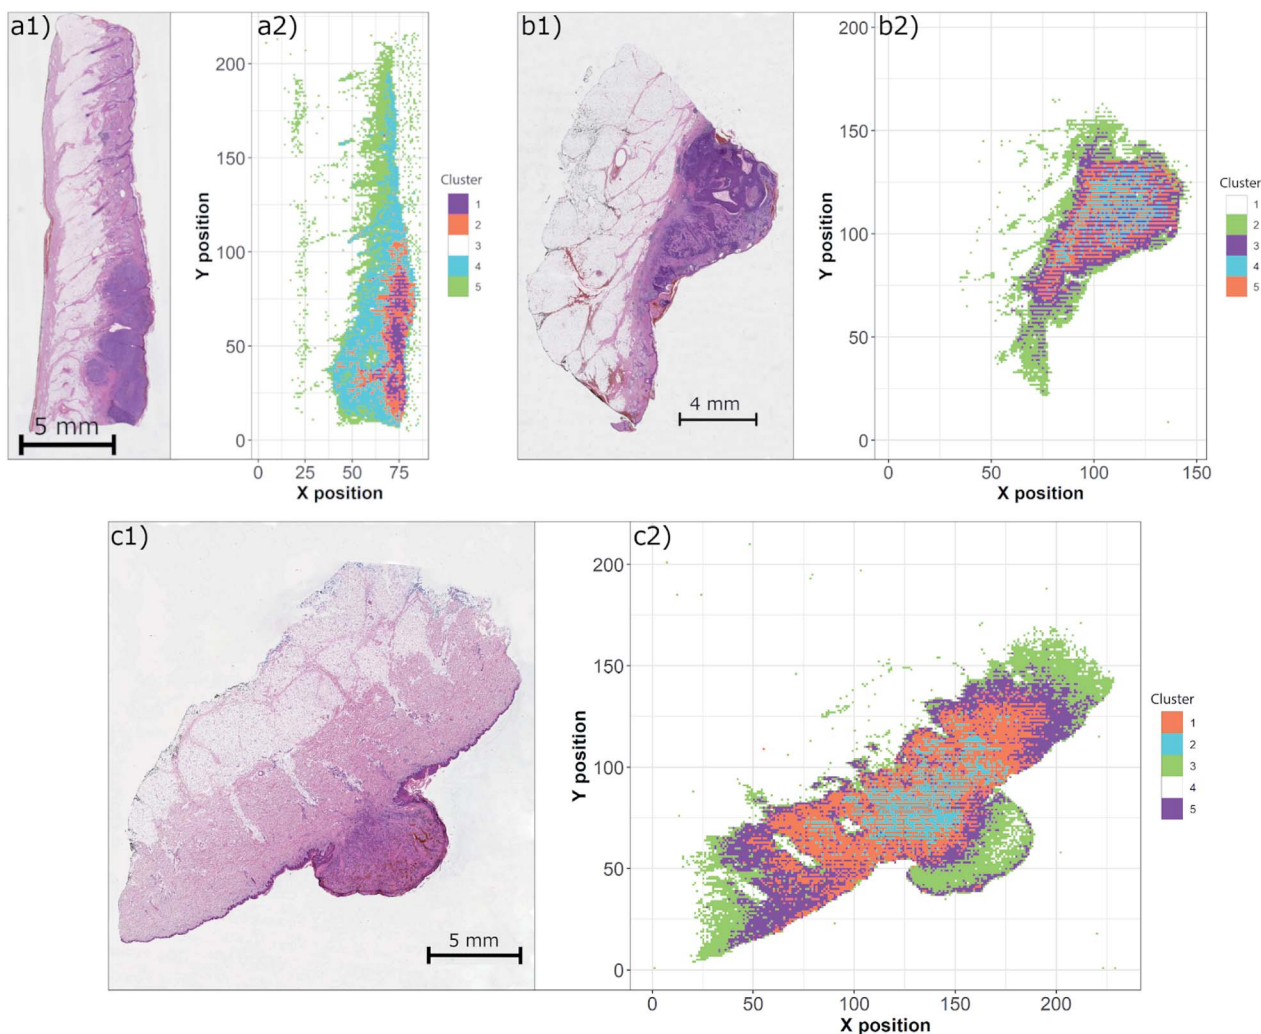 a1)
5 mm
a2)
Y position
200
150
100
50
0
0 25 50 75
X position
Cluster
1
2
3
4
5
b1)
4 mm
b2)
Y position
200
150
100
50
0
0 50 100 150
X position
Cluster
1
2
3
4
5
c1)
5 mm
c2)
Y position
200
150
100
50
0
0 50 100 150 200
X position
Cluster
1
2
3
4
5